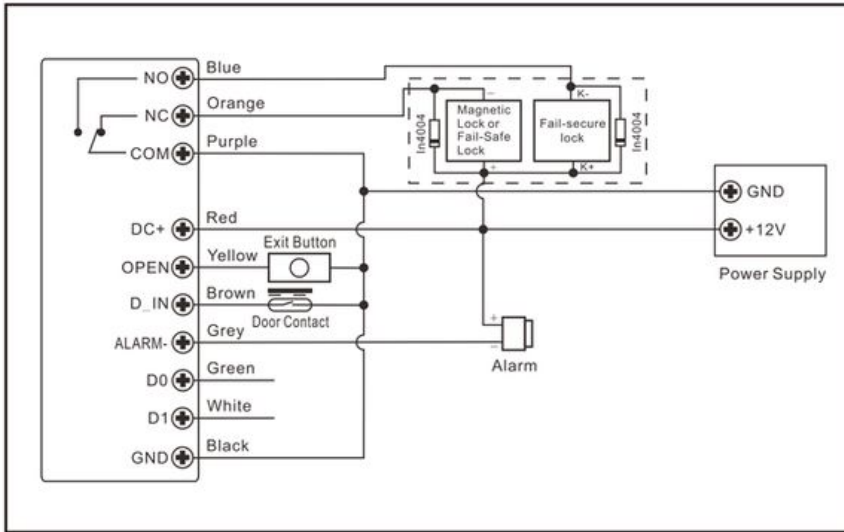 NO
Blue
NC
Orange
COM
Purple
DC+
Red
OPEN
Yellow
Exit Button
D_IN
Brown
Door Contact
ALARM-
Grey
D0
Green
D1
White
GND
Black
In4004
−
Magnetic
Lock or
Fail-Safe
Lock
+
K-
Fail-secure
lock
K+
In4004
GND
+12V
Power Supply
+
−
Alarm